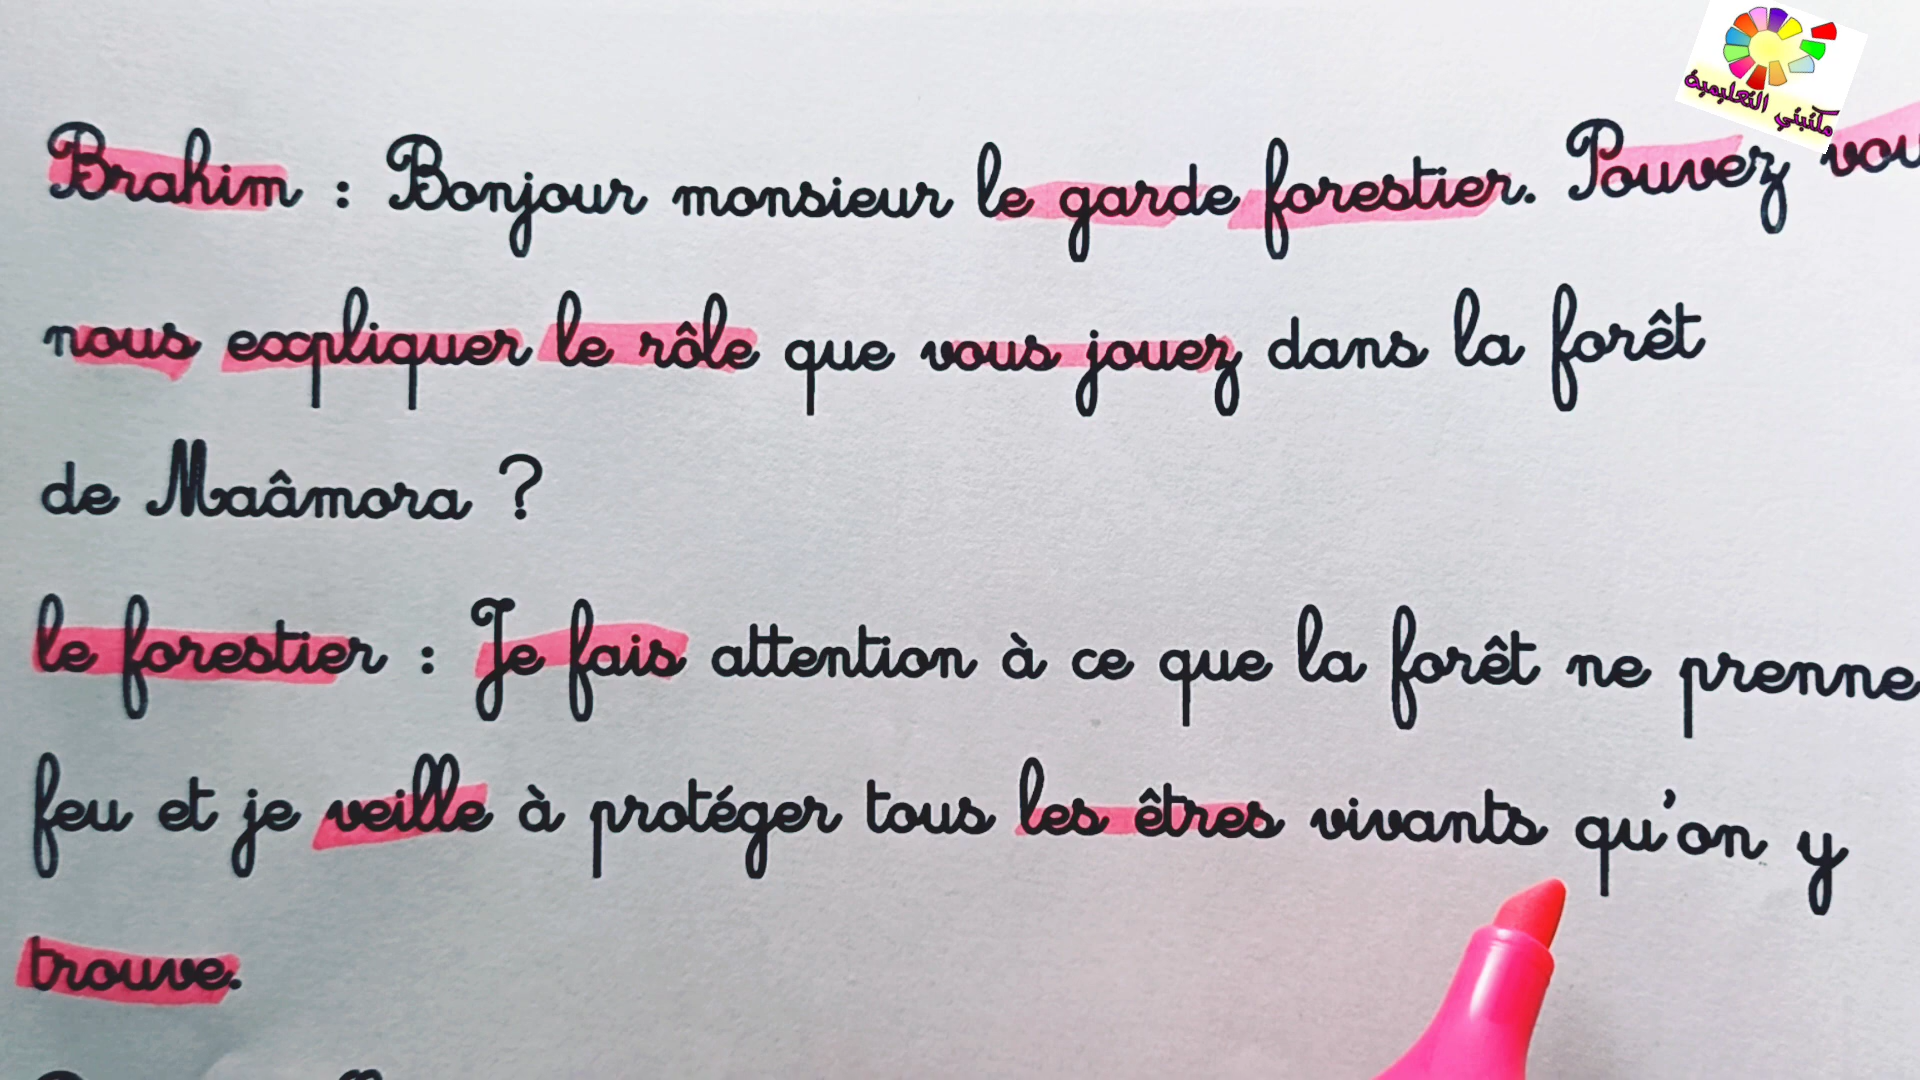 مكتبتي التعليمية
Brahim : Bonjour monsieur le garde forestier. Pouvez vou
nous expliquer le rôle que vous jouez dans la forêt
de Maâmora ?
le forestier : Je fais attention à ce que la forêt ne prenne
feu et je veille à protéger tous les êtres vivants qu'on y
trouve.